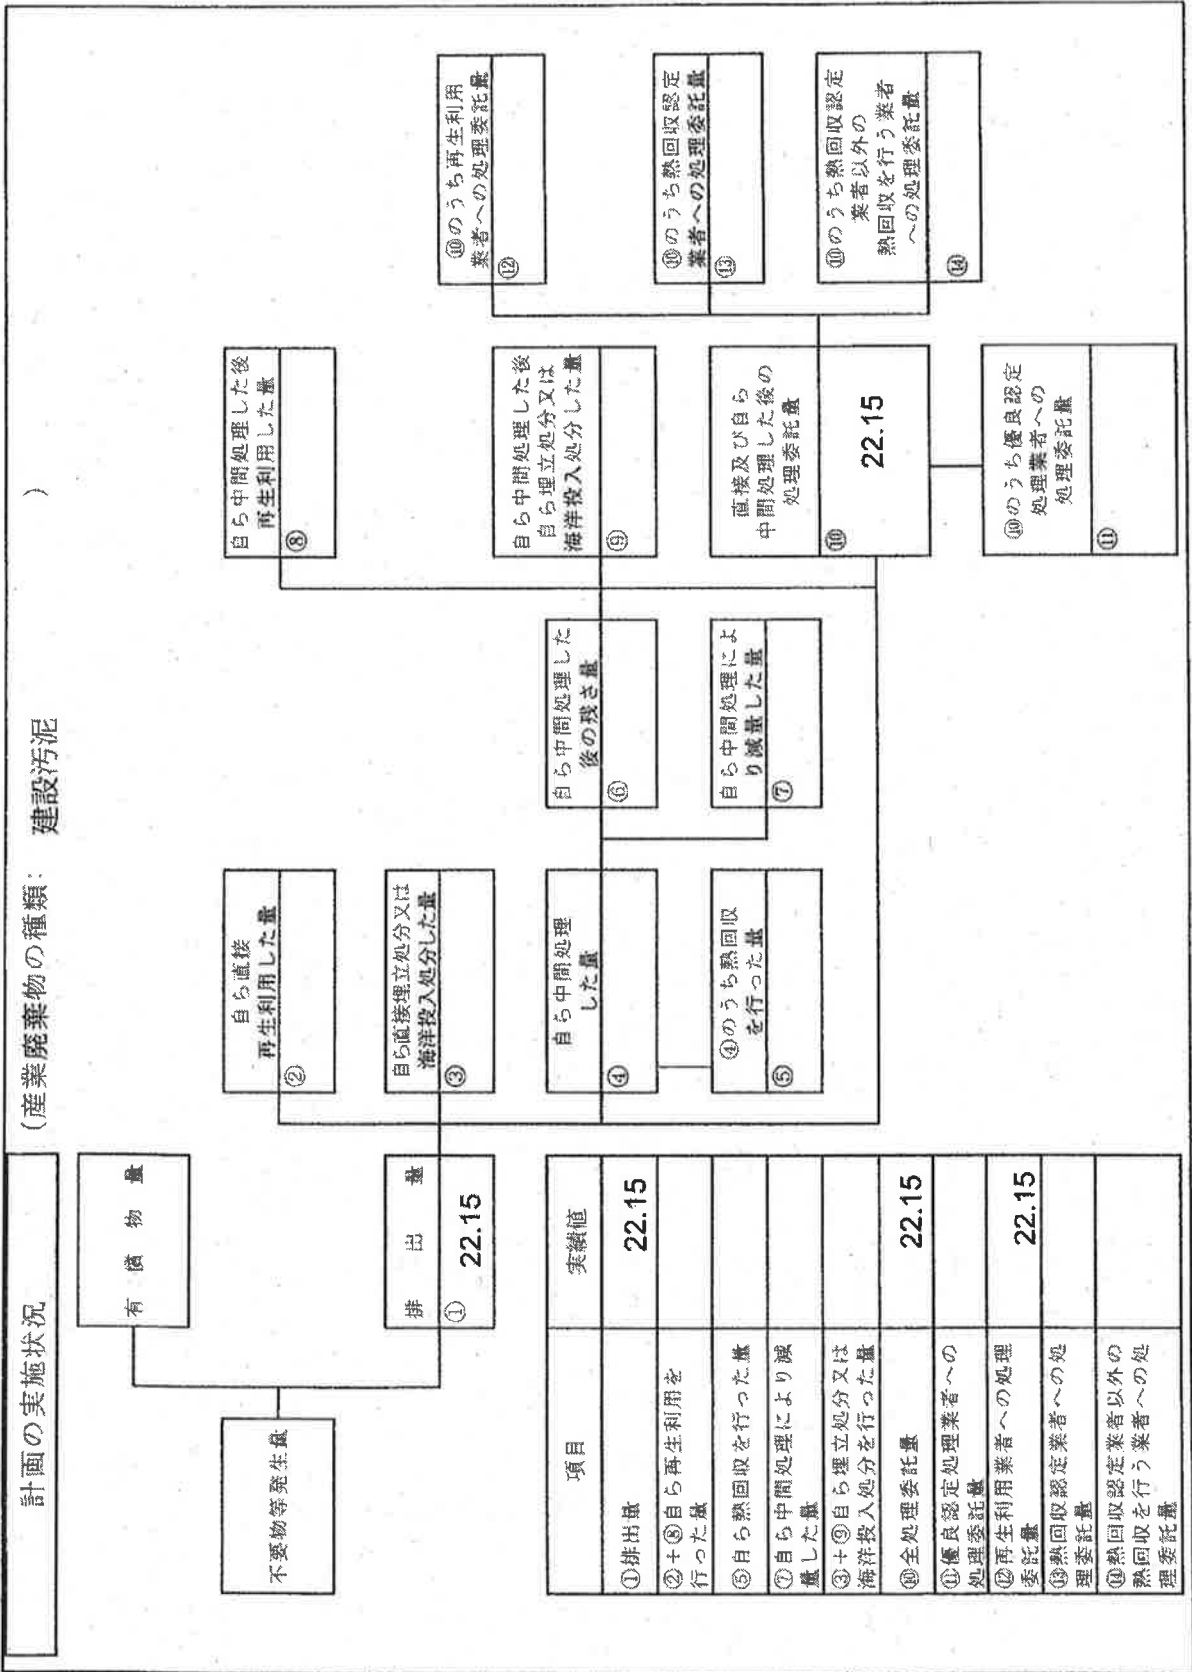 計画の実施状況
(産業廃棄物の種類: 建設汚泥 )
不要物等発生量
有償物量
排出量
① 22.15
自ら直接
再生利用した量
②
自ら直接埋立処分又は
海洋投入処分した量
③
自ら中間処理
した量
④
④のうち熱回収
を行った量
⑤
自ら中間処理した
後の残さ量
⑥
自ら中間処理によ
り減量した量
⑦
自ら中間処理した後
再生利用した量
⑧
自ら中間処理した後
自ら埋立処分又は
海洋投入処分した量
⑨
直接及び自ら
中間処理した後の
処理委託量
⑩ 22.15
⑩のうち優良認定
処理業者への
処理委託量
⑪
⑩のうち再生利用
業者への処理委託量
⑫
⑩のうち熱回収認定
業者への処理委託量
⑬
⑩のうち熱回収認定
業者以外の
熱回収を行う業者
への処理委託量
⑭
項目 実績値
①排出量 22.15
②+⑧自ら再生利用を
行った量
⑤自ら熱回収を行った量
⑦自ら中間処理により減
量した量
③+⑨自ら埋立処分又は
海洋投入処分を行った量
⑩全処理委託量 22.15
⑪優良認定処理業者への
処理委託量
⑫再生利用業者への処理
委託量 22.15
⑬熱回収認定業者への処
理委託量
⑭熱回収認定業者以外の
熱回収を行う業者への処
理委託量